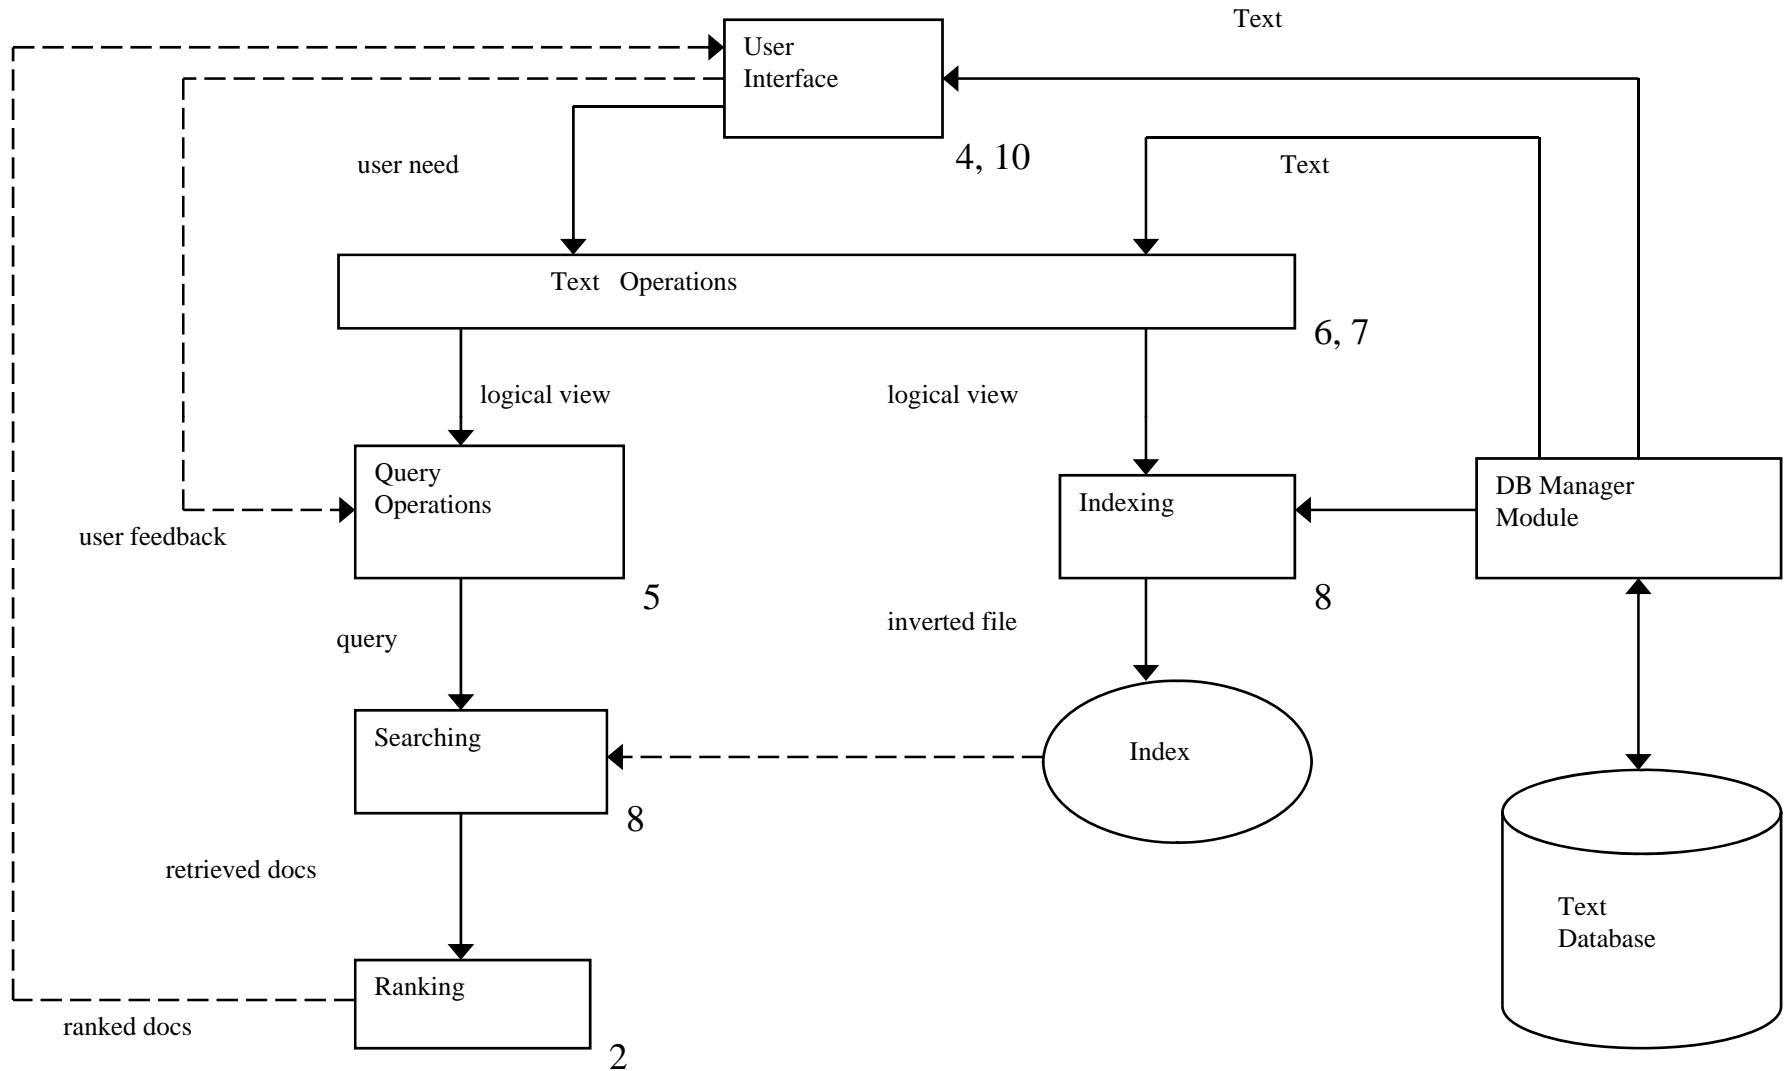 Text
User
Interface
4, 10
user need
Text
Text Operations
6, 7
logical view
logical view
Query
Operations
Indexing
DB Manager
Module
user feedback
5
8
inverted file
query
Searching
Index
8
retrieved docs
Text
Database
Ranking
ranked docs
2